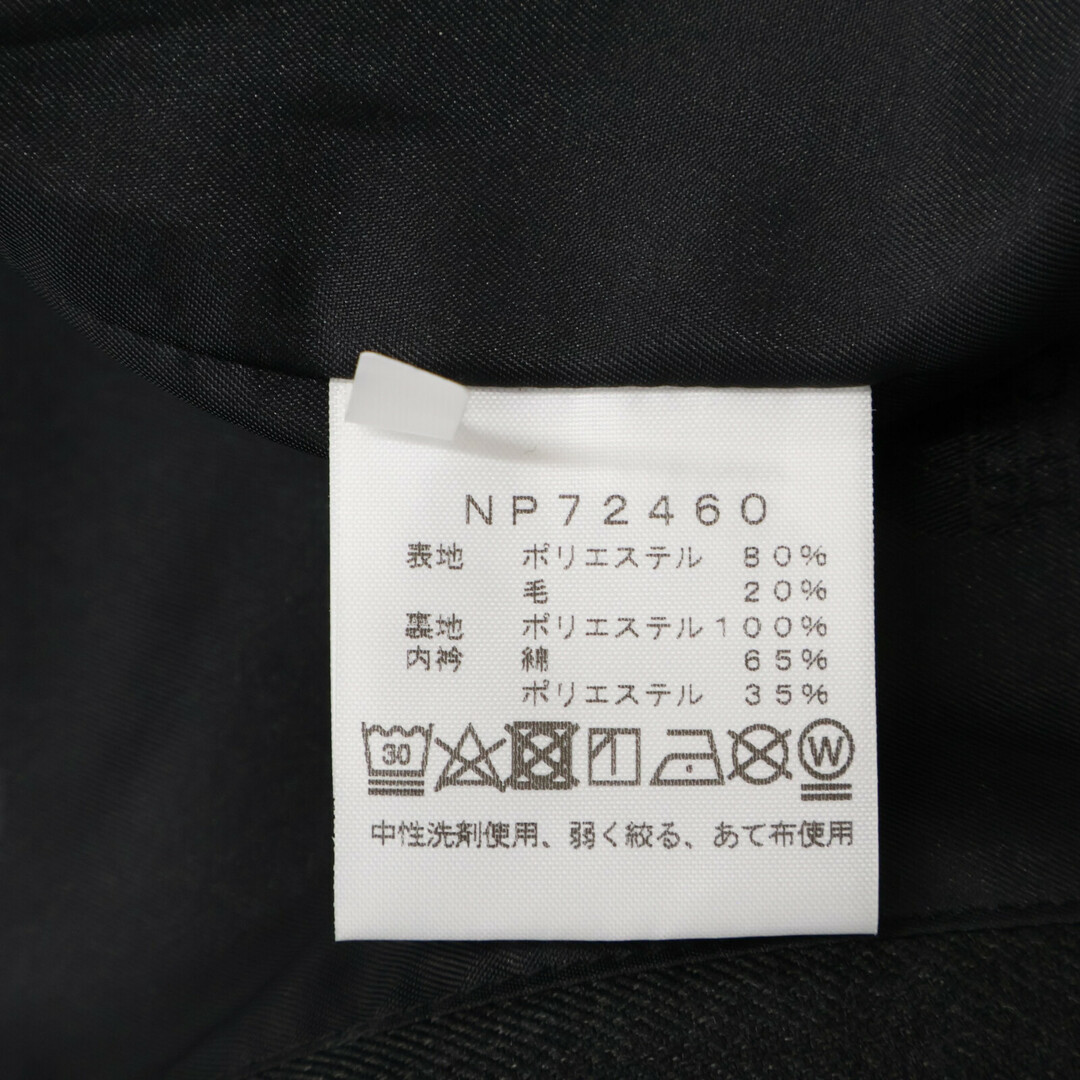 NP72460
表地 ポリエステル 80%
毛 20%
裏地 ポリエステル100%
内衿 綿 65%
ポリエステル 35%
30 W
中性洗剤使用、弱く絞る、あて布使用